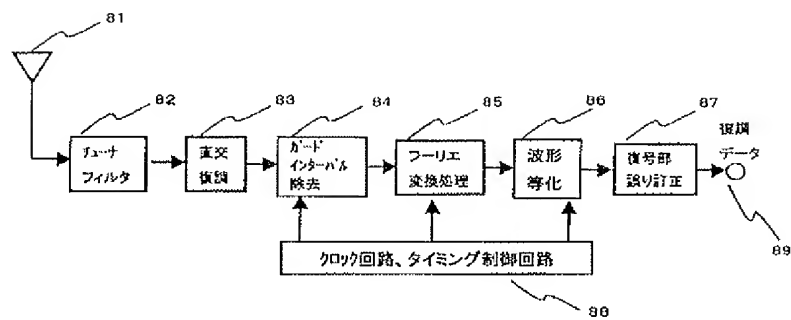 81
82
83
84
85
86
87
チューナ
フィルタ
直交
復調
ガード
インターバル
除去
フーリエ
変換処理
波形
等化
復号部
誤り訂正
復調
データ
89
クロック回路、タイミング制御回路
88